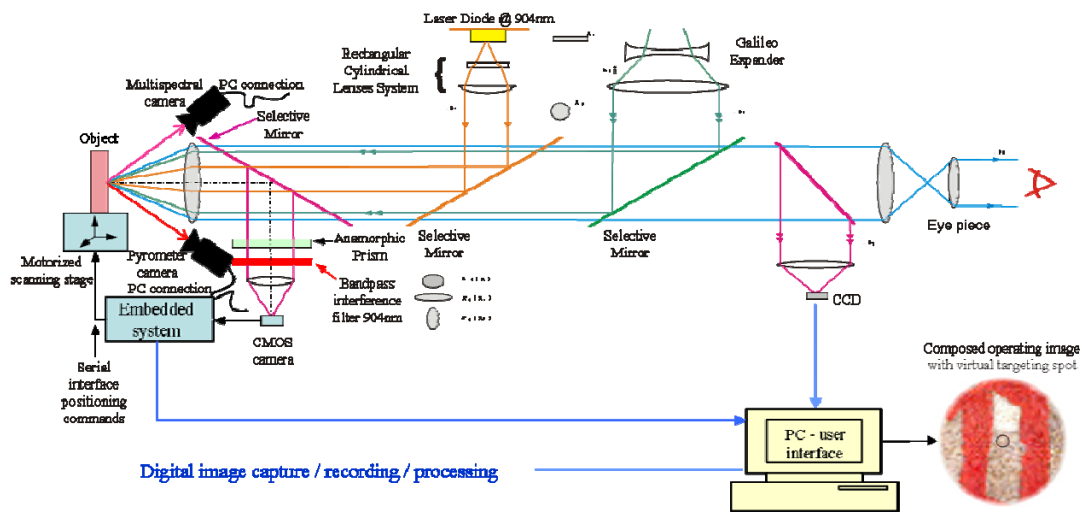 Laser Diode @ 904nm
Rectangular
Cylindrical
Lenses System
Galileo
Expander
Multispectral
camera
PC connection
Selective
Mirror
Object
Motorized
scanning stage
Pyrometer
camera
PC connection
Anamorphic
Prism
Bandpass
interference
filter 904nm
Selective
Mirror
Selective
Mirror
Eye piece
CCD
Embedded
system
CMOS
camera
Serial
interface
positioning
commands
Composed operating image
with virtual targeting spot
PC - user
interface
Digital image capture / recording / processing